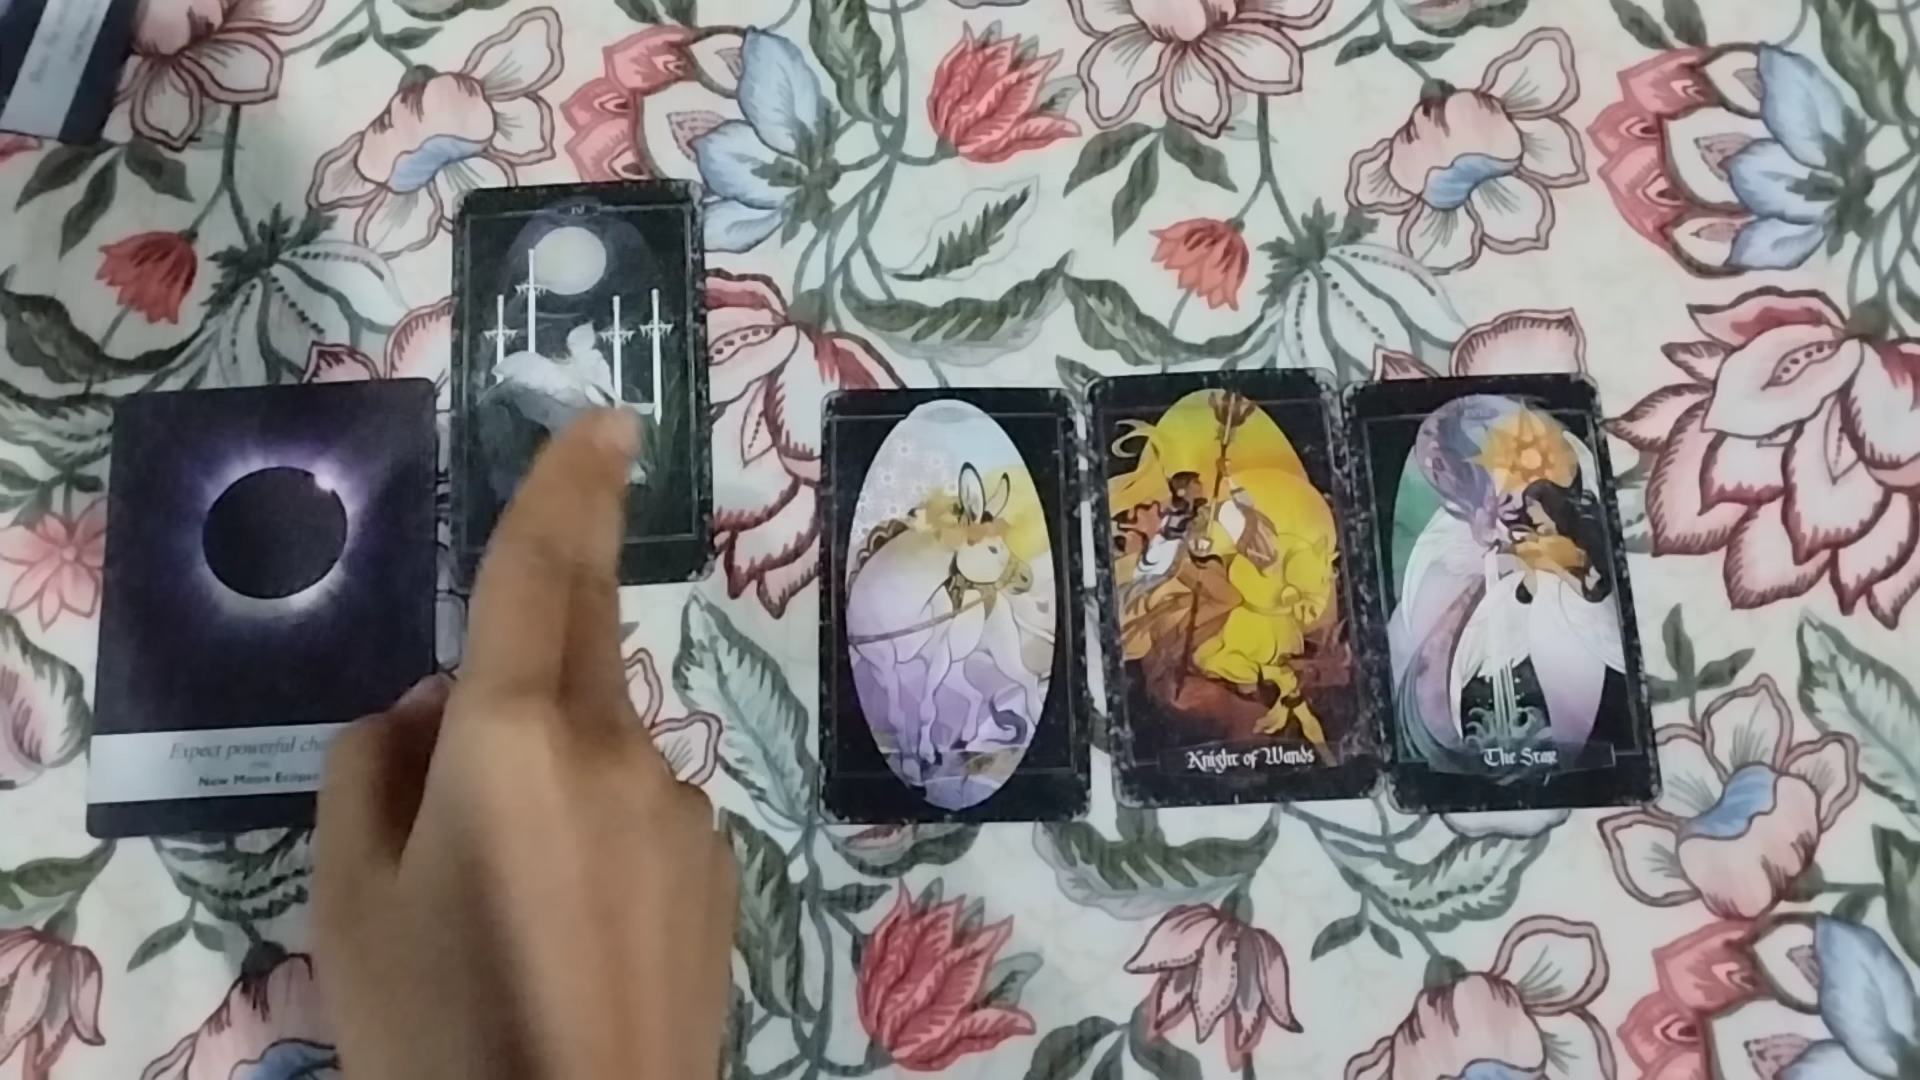 Expect powerful cha
New Moon Eclipse
Knight of Wands
The Star